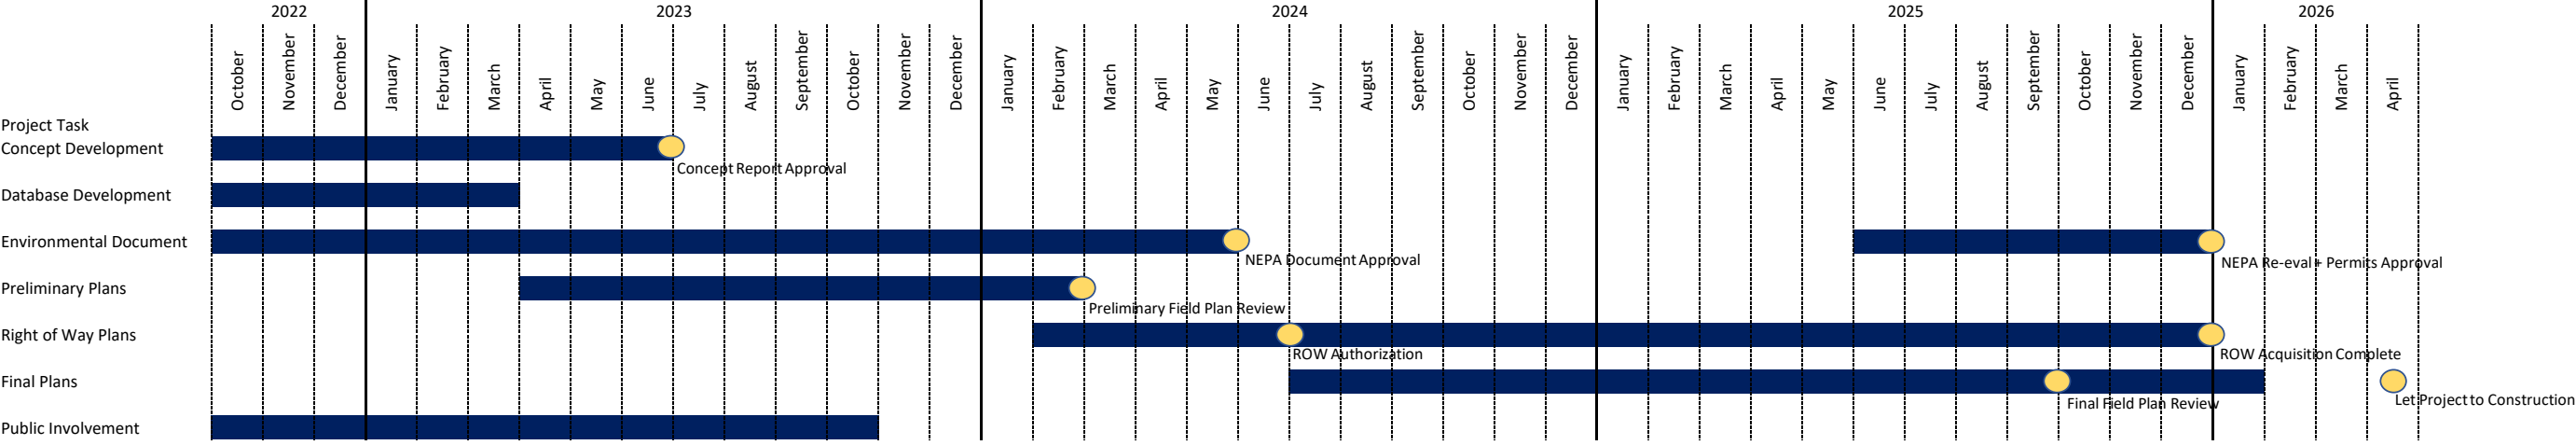 2022 2023 2024 2025 2026
October November December January February March April May June July August September October November December January February March April May June July August September October November December January February March April May June July August September October November December January February March April
Project Task
Concept Development
Concept Report Approval
Database Development
Environmental Document
NEPA Document Approval
NEPA Re-eval + Permits Approval
Preliminary Plans
Preliminary Field Plan Review
Right of Way Plans
ROW Authorization
ROW Acquisition Complete
Final Plans
Final Field Plan Review
Let Project to Construction
Public Involvement